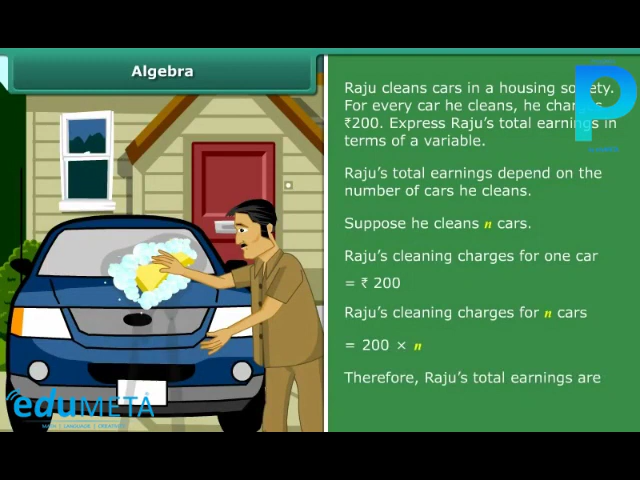 Algebra
Raju cleans cars in a housing society.
For every car he cleans, he charges
₹200. Express Raju's total earnings in
terms of a variable.
Raju's total earnings depend on the
number of cars he cleans.
Suppose he cleans n cars.
Raju's cleaning charges for one car
= ₹ 200
Raju's cleaning charges for n cars
= 200 × n
Therefore, Raju's total earnings are
P
eduMETA